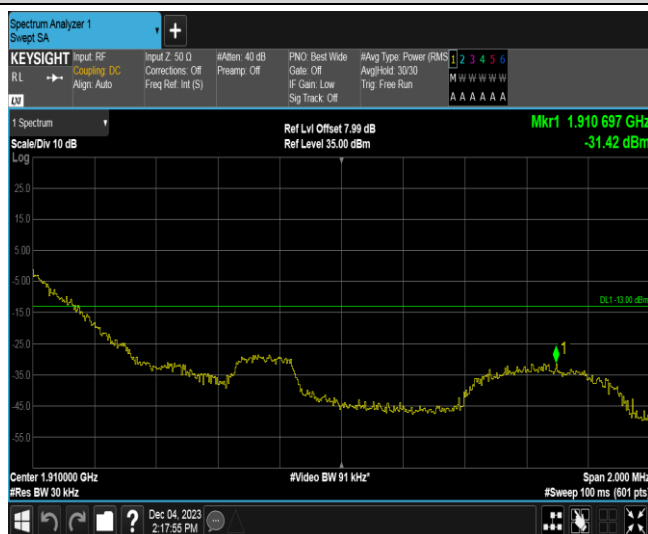 Spectrum Analyzer 1
Swept SA
KEYSIGHT
RL
Input: RF
Coupling: DC
Align: Auto
Input Z: 50 Ω
Corrections: Off
Freq Ref: Int (S)
#Atten: 40 dB
Preamp: Off
PNO: Best Wide
Gate: Off
IF Gain: Low
Sig Track: Off
#Avg Type: Power (RMS
Avg|Hold: 30/30
Trig: Free Run
1 2 3 4 5 6
M W W W W W
A A A A A A
LXI
1 Spectrum
Scale/Div 10 dB
Ref Lvl Offset 7.99 dB
Ref Level 35.00 dBm
Mkr1 1.910 697 GHz
-31.42 dBm
Log
25.0
15.0
5.00
-5.00
DL1 -13.00 dBm
-15.0
-25.0
1
-35.0
-45.0
-55.0
Center 1.910000 GHz
#Res BW 30 kHz
#Video BW 91 kHz*
Span 2.000 MHz
#Sweep 100 ms (601 pts)
?
Dec 04, 2023
2:17:55 PM